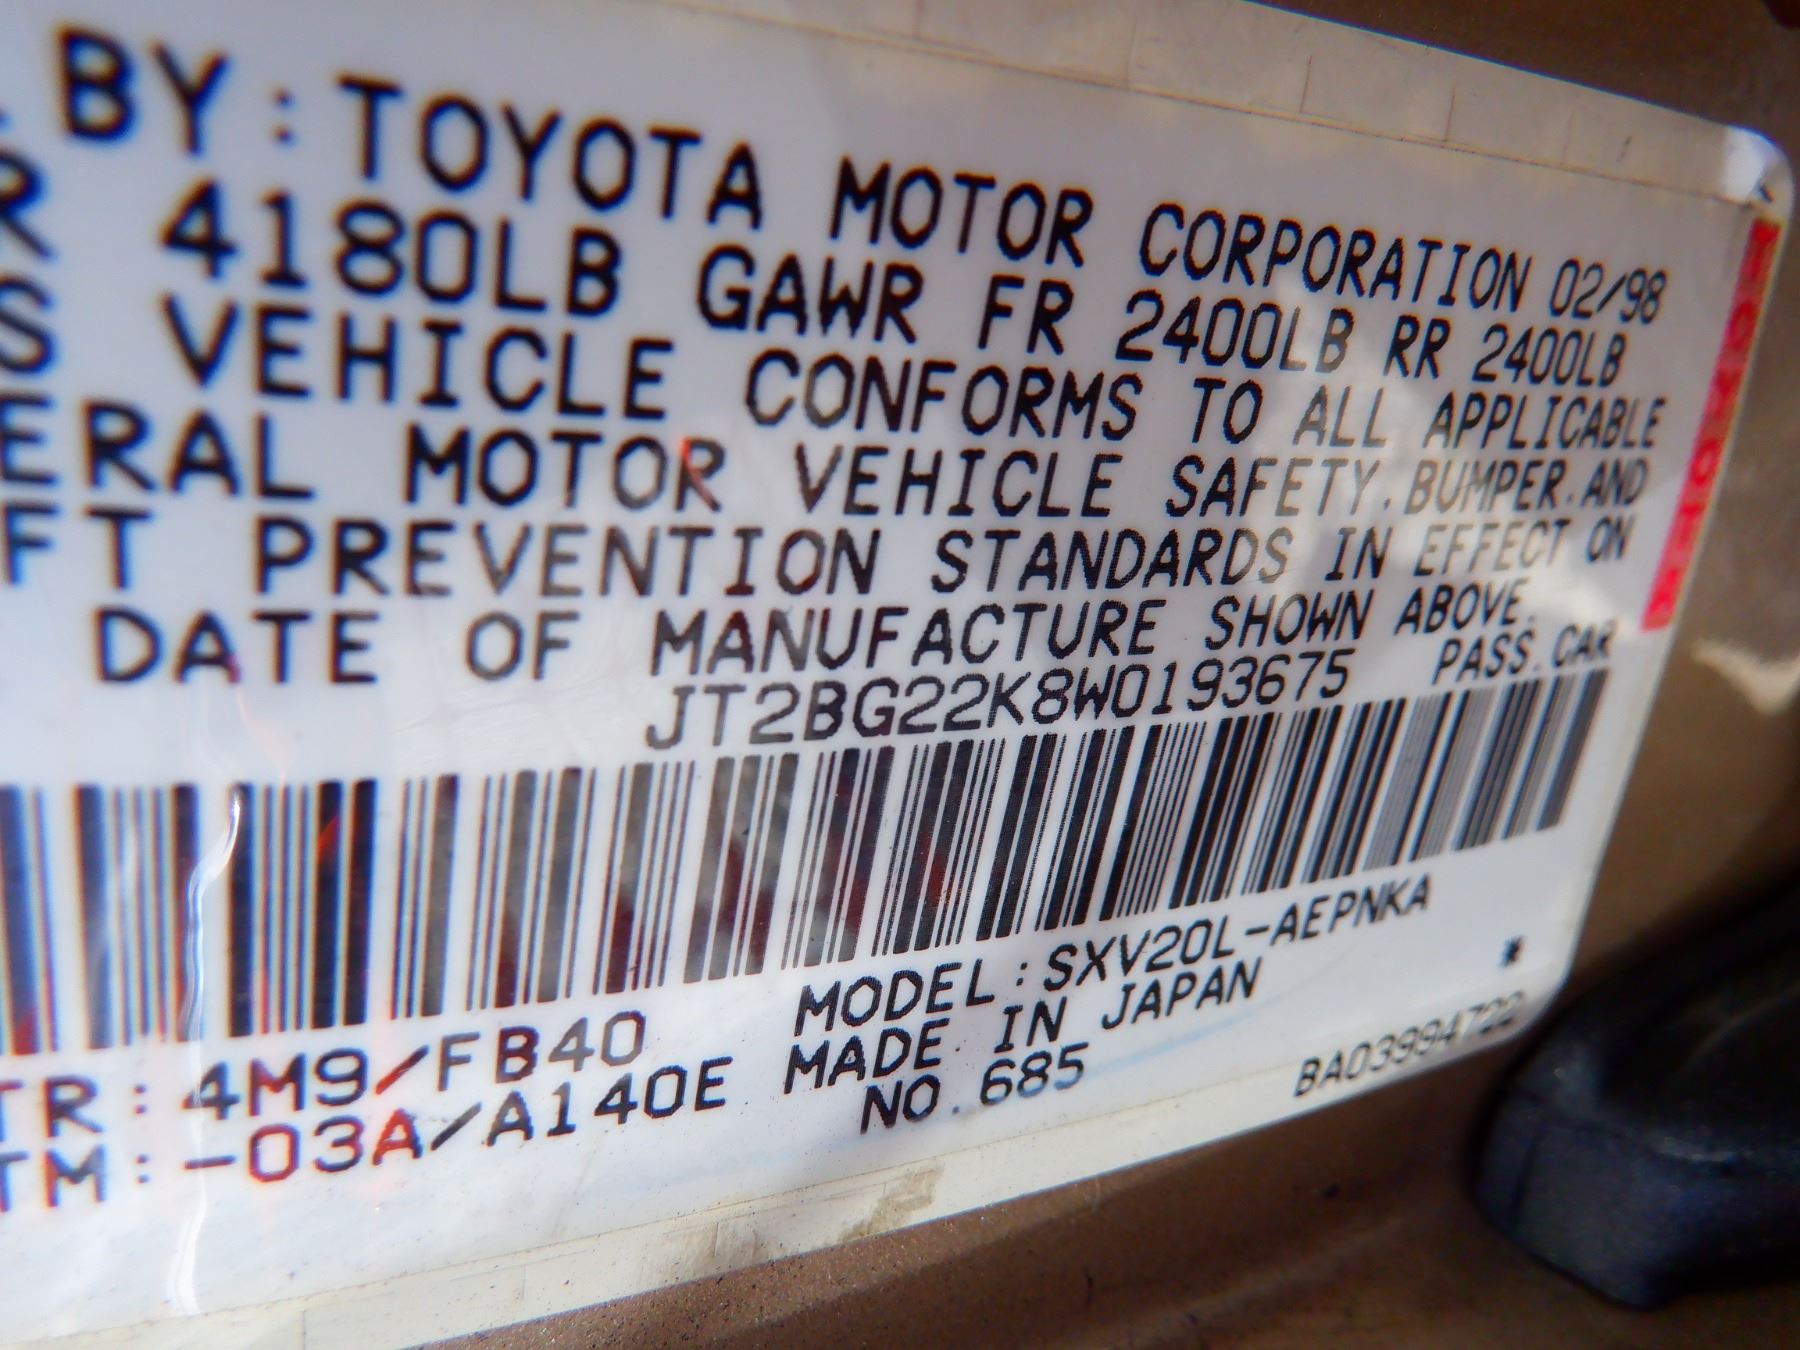 BY: TOYOTA MOTOR CORPORATION 02/98
R 4180LB GAWR FR 2400LB RR 2400LB
S VEHICLE CONFORMS TO ALL APPLICABLE
ERAL MOTOR VEHICLE SAFETY, BUMPER, AND
FT PREVENTION STANDARDS IN EFFECT ON
DATE OF MANUFACTURE SHOWN ABOVE.
JT2BG22K8W0193675 PASS. CAR
TR: 4M9/FB40 MODEL: SXV20L-AEPNKA
TM: -03A/A140E MADE IN JAPAN *
NO. 685 BA03994722
TOYOTA